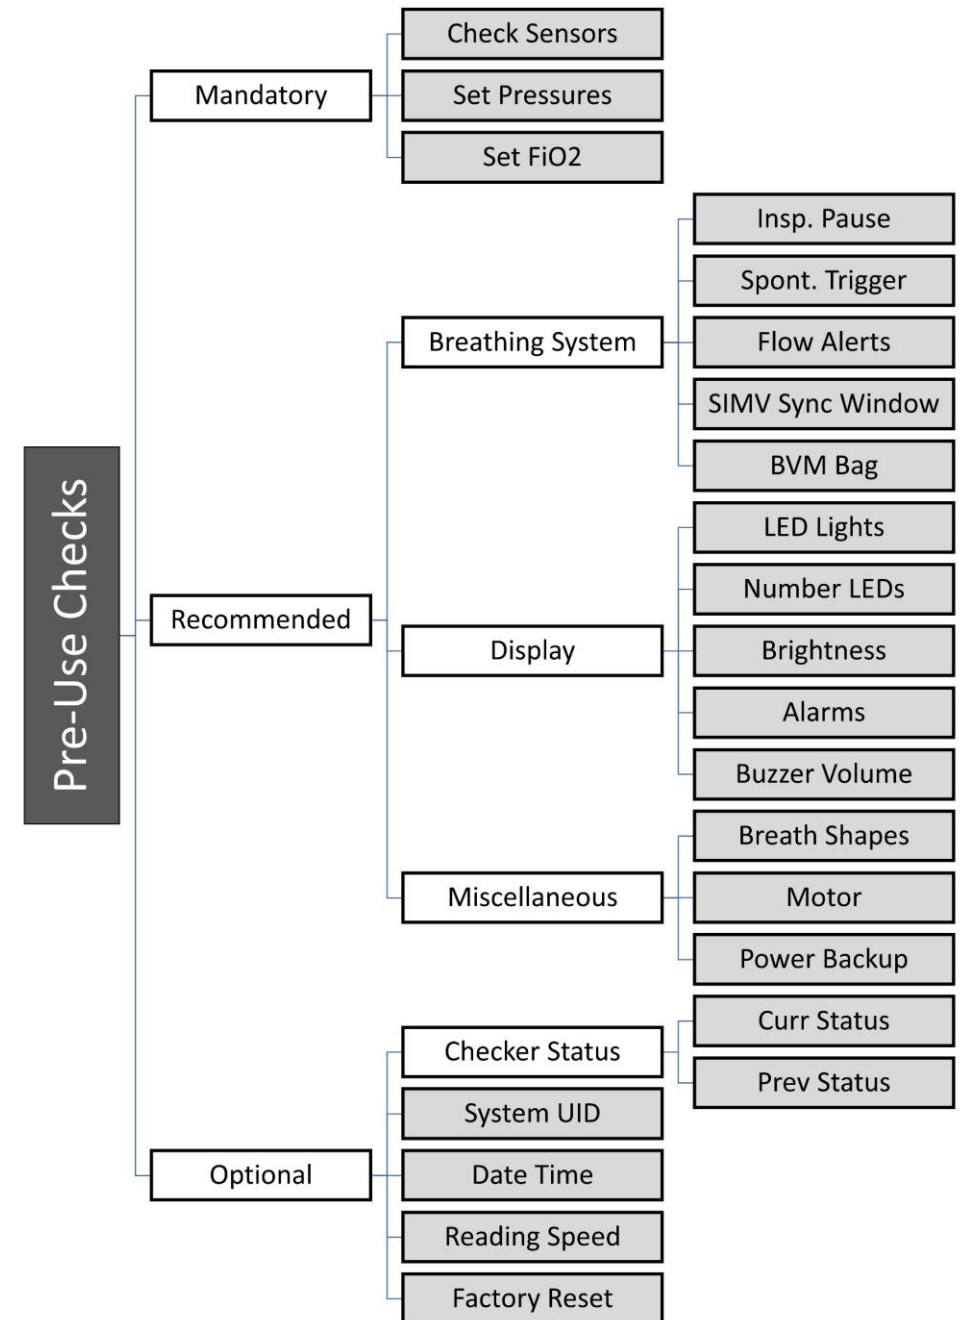 Pre-Use Checks
Mandatory
Check Sensors
Set Pressures
Set FiO2
Recommended
Breathing System
Insp. Pause
Spont. Trigger
Flow Alerts
SIMV Sync Window
BVM Bag
Display
LED Lights
Number LEDs
Brightness
Alarms
Buzzer Volume
Miscellaneous
Breath Shapes
Motor
Power Backup
Optional
Checker Status
Curr Status
Prev Status
System UID
Date Time
Reading Speed
Factory Reset